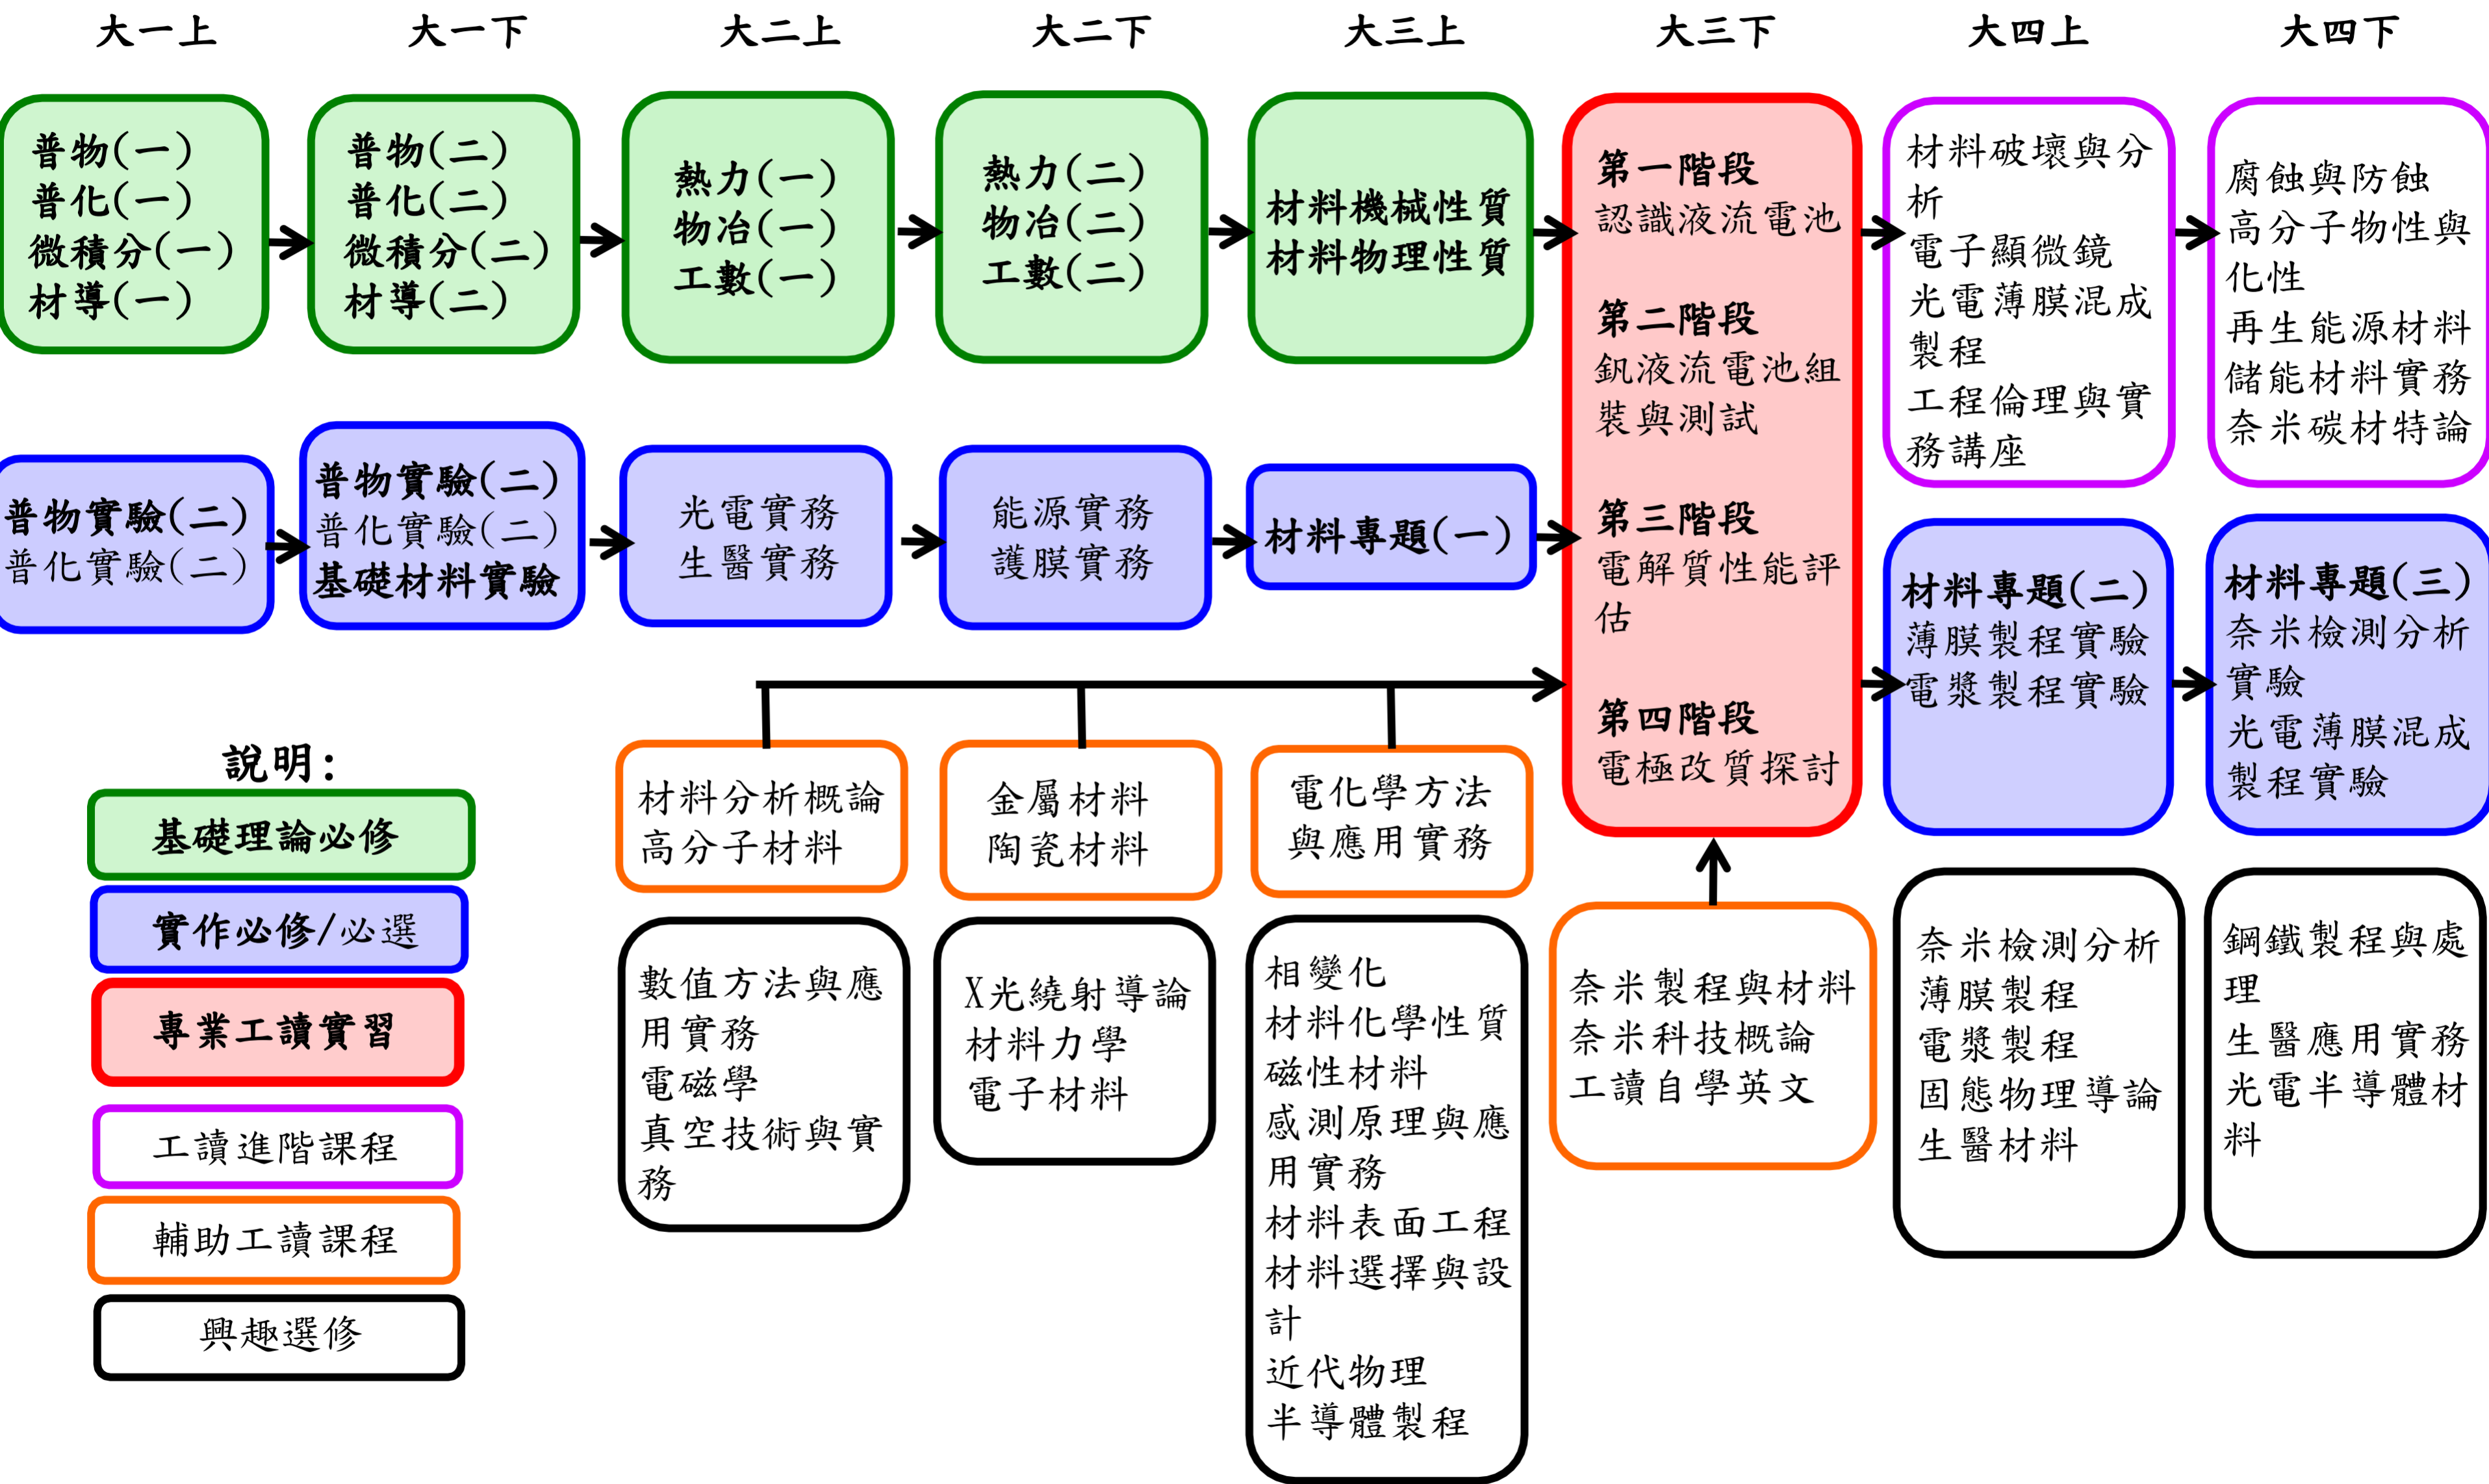 大一上
大一下
大二上
大二下
大三上
大三下
大四上
大四下
普物(一)
普化(一)
微積分(一)
材導(一)
普物(二)
普化(二)
微積分(二)
材導(二)
熱力(一)
物冶(一)
工數(一)
熱力(二)
物冶(二)
工數(二)
材料機械性質
材料物理性質
第一階段
認識液流電池
第二階段
釩液流電池組
裝與測試
第三階段
電解質性能評
估
第四階段
電極改質探討
材料破壞與分
析
電子顯微鏡
光電薄膜混成
製程
工程倫理與實
務講座
腐蝕與防蝕
高分子物性與
化性
再生能源材料
儲能材料實務
奈米碳材特論
普物實驗(二)
普化實驗(二)
普物實驗(二)
普化實驗(二)
基礎材料實驗
光電實務
生醫實務
能源實務
護膜實務
材料專題(一)
材料專題(二)
薄膜製程實驗
電漿製程實驗
材料專題(三)
奈米檢測分析
實驗
光電薄膜混成
製程實驗
材料分析概論
高分子材料
金屬材料
陶瓷材料
電化學方法
與應用實務
數值方法與應
用實務
電磁學
真空技術與實
務
X光繞射導論
材料力學
電子材料
相變化
材料化學性質
磁性材料
感測原理與應
用實務
材料表面工程
材料選擇與設
計
近代物理
半導體製程
奈米製程與材料
奈米科技概論
工讀自學英文
奈米檢測分析
薄膜製程
電漿製程
固態物理導論
生醫材料
鋼鐵製程與處
理
生醫應用實務
光電半導體材
料
說明:
基礎理論必修
實作必修/必選
專業工讀實習
工讀進階課程
輔助工讀課程
興趣選修